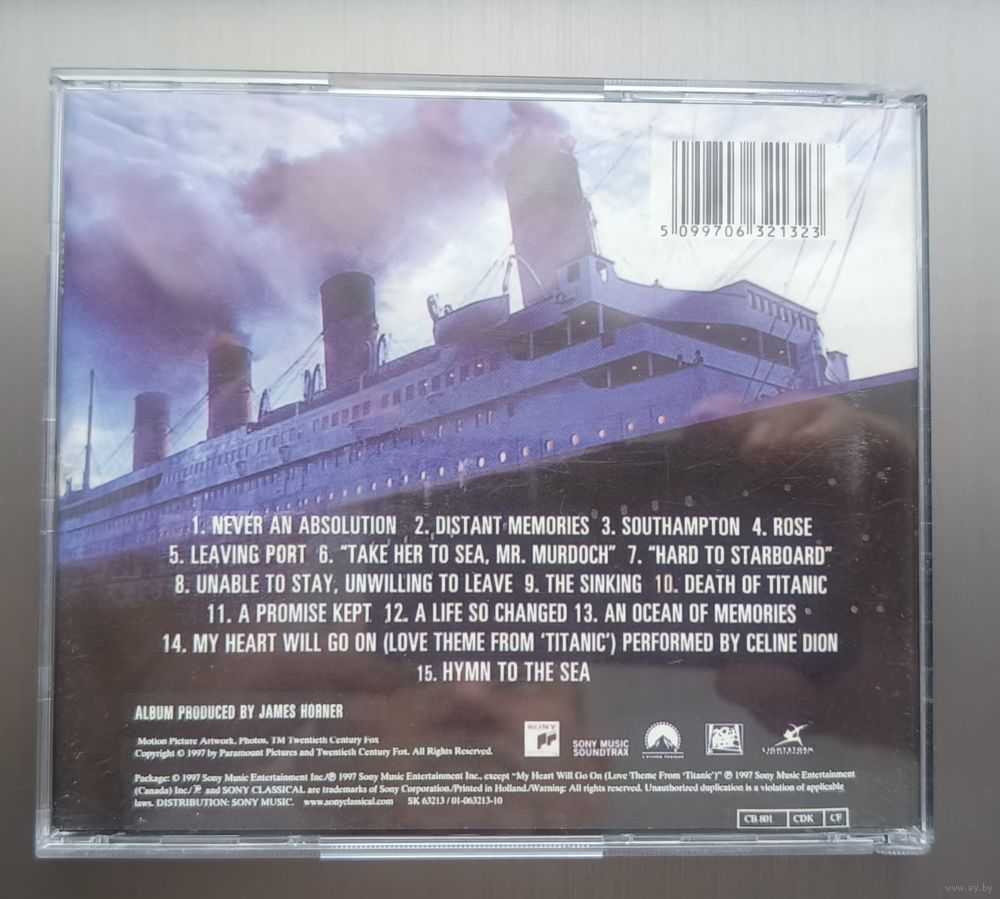 5 099706 321323
1. NEVER AN ABSOLUTION 2. DISTANT MEMORIES 3. SOUTHAMPTON 4. ROSE
5. LEAVING PORT 6. “TAKE HER TO SEA, MR. MURDOCH” 7. “HARD TO STARBOARD”
8. UNABLE TO STAY, UNWILLING TO LEAVE 9. THE SINKING 10. DEATH OF TITANIC
11. A PROMISE KEPT 12. A LIFE SO CHANGED 13. AN OCEAN OF MEMORIES
14. MY HEART WILL GO ON (LOVE THEME FROM ‘TITANIC’) PERFORMED BY CELINE DION
15. HYMN TO THE SEA
ALBUM PRODUCED BY JAMES HORNER
Motion Picture Artwork, Photos, TM Twentieth Century Fox
Copyright © 1997 by Paramount Pictures and Twentieth Century Fox. All Rights Reserved.
SONY
SONY MUSIC
SOUNDTRAX
LIGHTSTORM
Package: © 1997 Sony Music Entertainment Inc./℗ 1997 Sony Music Entertainment Inc., except “My Heart Will Go On (Love Theme From ‘Titanic’)” ℗ 1997 Sony Music Entertainment
(Canada) Inc./ and SONY CLASSICAL are trademarks of Sony Corporation/Printed in Holland/Warning: All rights reserved. Unauthorized duplication is a violation of applicable
laws. DISTRIBUTION: SONY MUSIC. www.sonyclassical.com SK 63213 / 01-063213-10
CB 801 CDK CF
www.ay.by